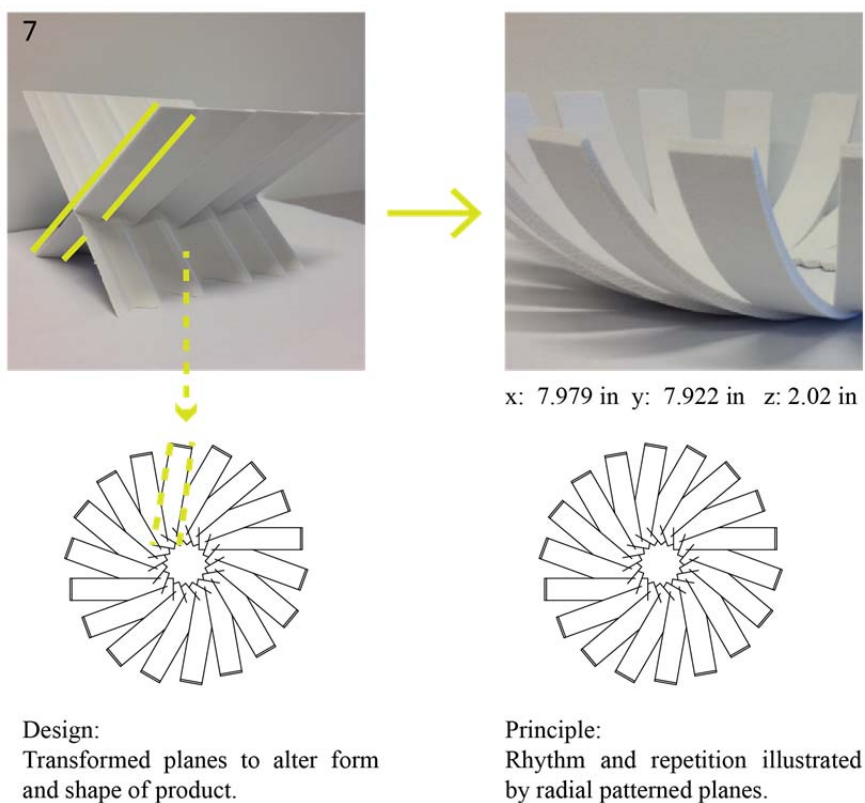 7
x: 7.979 in y: 7.922 in z: 2.02 in
Design:
Transformed planes to alter form
and shape of product.
Principle:
Rhythm and repetition illustrated
by radial patterned planes.